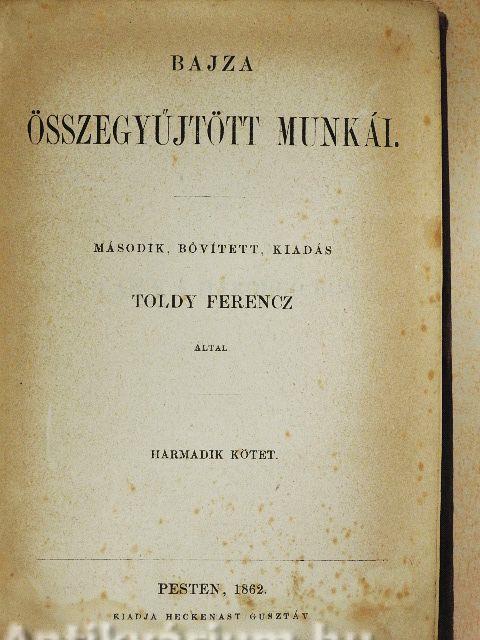 BAJZA
ÖSSZEGYŰJTÖTT MUNKÁI.
MÁSODIK, BŐVÍTETT, KIADÁS
TOLDY FERENCZ
ÁLTAL
HARMADIK KÖTET.
PESTEN, 1862.
KIADJA HECKENAST GUSZTÁV